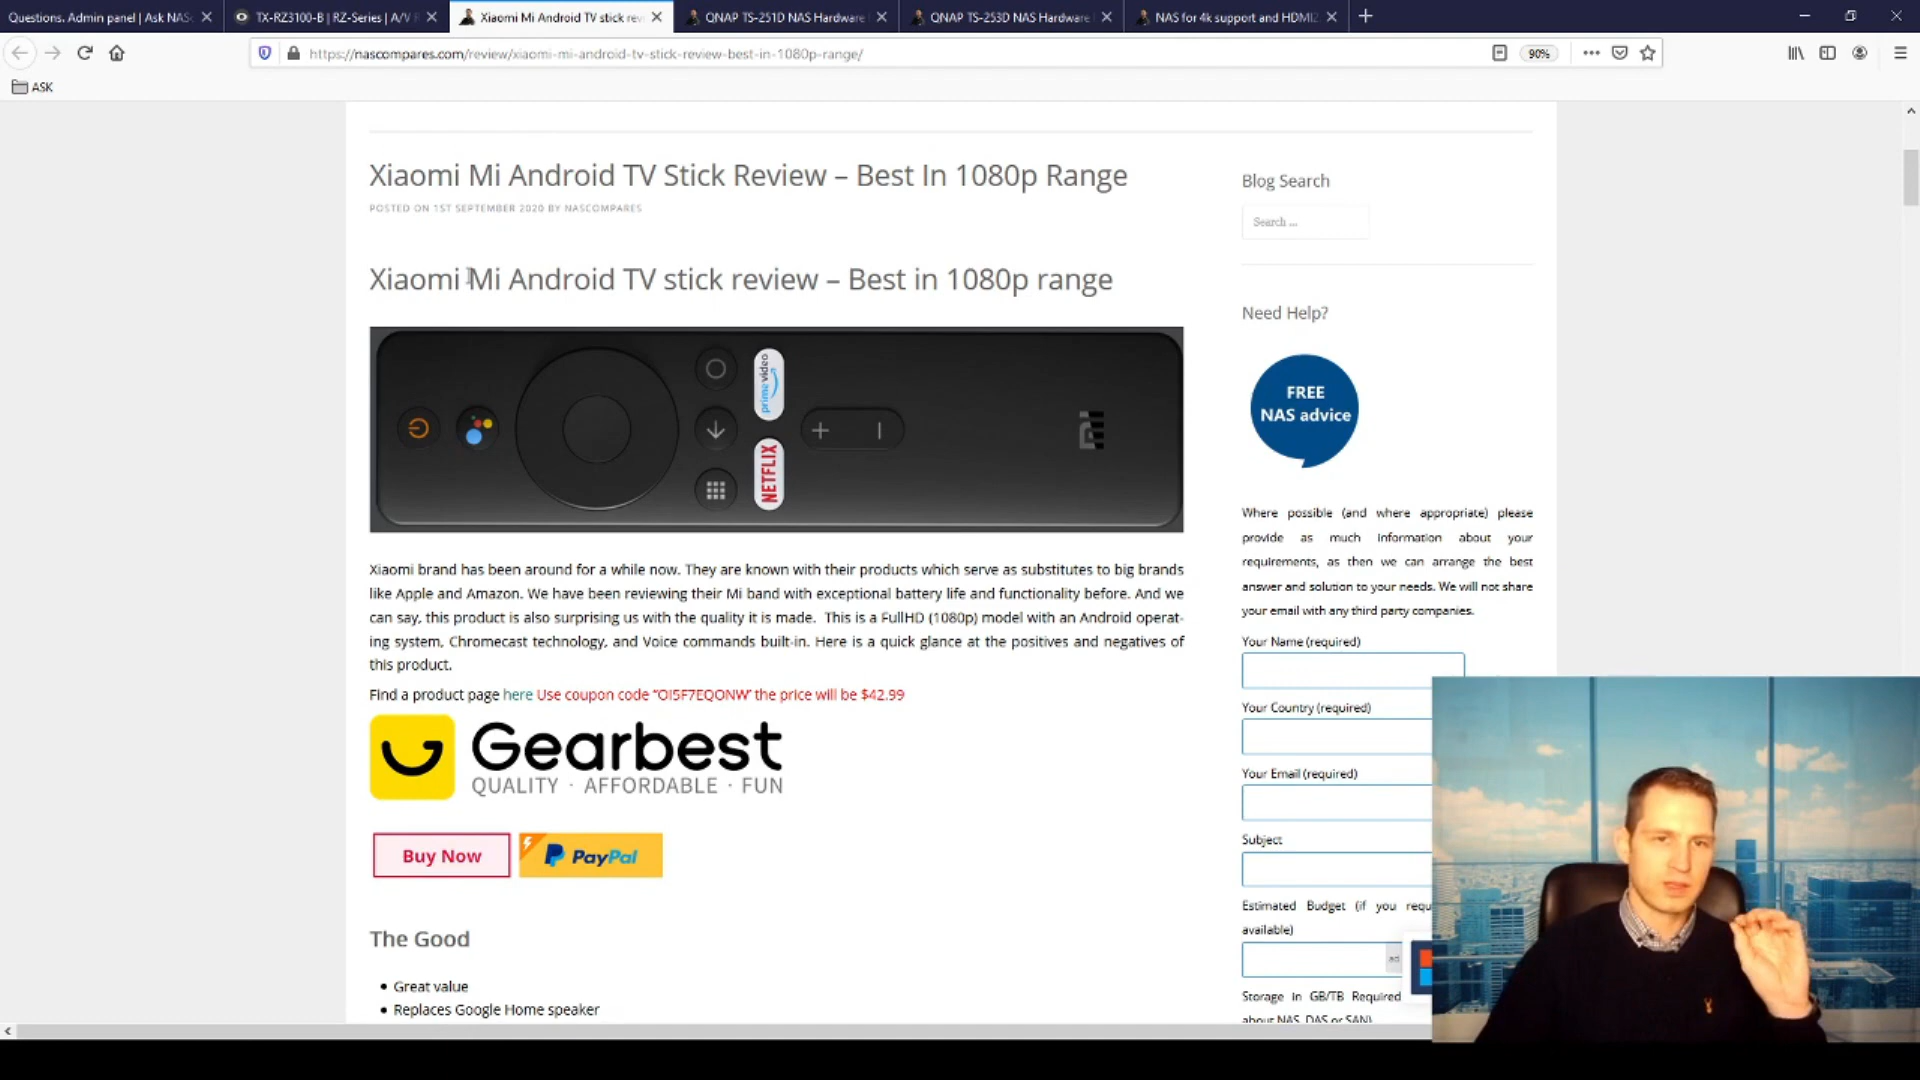 Questions. Admin panel | Ask NAS
TX-RZ3100-B | RZ-Series | A/V R
Xiaomi Mi Android TV stick rev
QNAP TS-251D NAS Hardware
QNAP TS-253D NAS Hardware
NAS for 4k support and HDMI2
https://nascompares.com/review/xiaomi-mi-android-tv-stick-review-best-in-1080p-range/
90%
ASK
Xiaomi Mi Android TV Stick Review – Best In 1080p Range
POSTED ON 1ST SEPTEMBER 2020 BY NASCOMPARES
Xiaomi Mi Android TV stick review – Best in 1080p range
prime video
NETFLIX
Xiaomi brand has been around for a while now. They are known with their products which serve as substitutes to big brands
like Apple and Amazon. We have been reviewing their Mi band with exceptional battery life and functionality before. And we
can say, this product is also surprising us with the quality it is made. This is a FullHD (1080p) model with an Android operat-
ing system, Chromecast technology, and Voice commands built-in. Here is a quick glance at the positives and negatives of
this product.
Find a product page here Use coupon code “OI5F7EQONW’ the price will be $42.99
Gearbest
QUALITY · AFFORDABLE · FUN
Buy Now
PayPal
The Good
Great value
Replaces Google Home speaker
Blog Search
Search ...
Need Help?
FREE
NAS advice
Where possible (and where appropriate) please
provide as much information about your
requirements, as then we can arrange the best
answer and solution to your needs. We will not share
your email with any third party companies.
Your Name (required)
Your Country (required)
Your Email (required)
Subject
Estimated Budget (if you requ
available)
ad
Storage in GB/TB Required
about NAS, DAS or SAN)